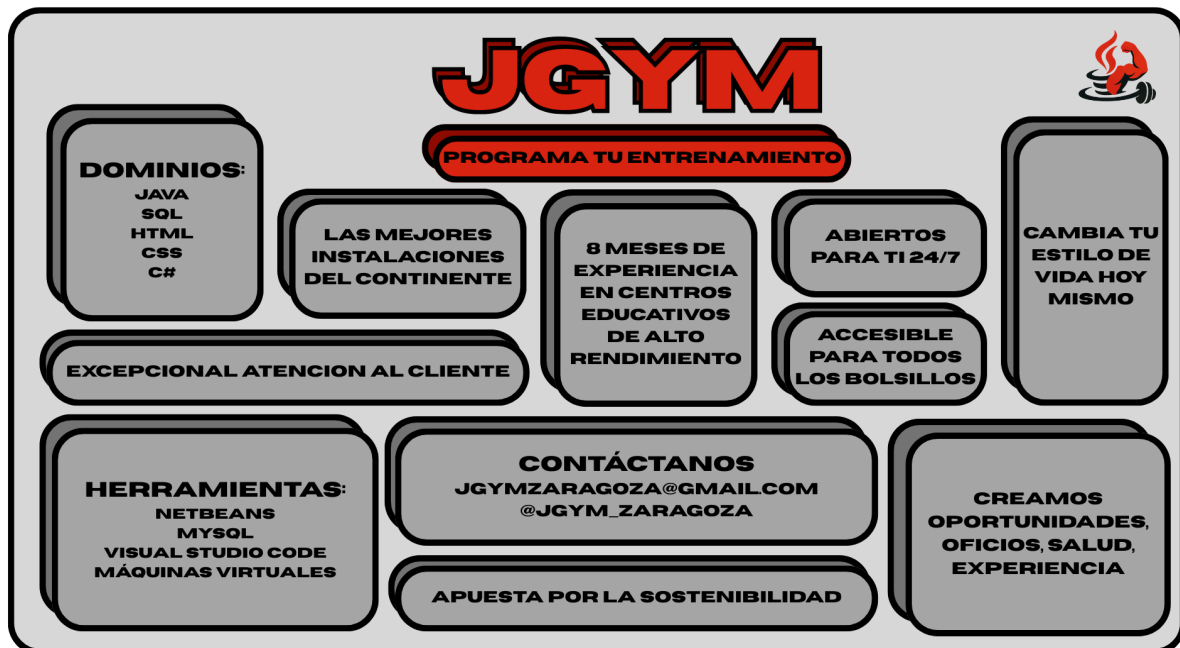 JGYM
PROGRAMA TU ENTRENAMIENTO
DOMINIOS:
JAVA
SQL
HTML
CSS
C#
LAS MEJORES
INSTALACIONES
DEL CONTINENTE
8 MESES DE
EXPERIENCIA
EN CENTROS
EDUCATIVOS
DE ALTO
RENDIMIENTO
ABIERTOS
PARA TI 24/7
ACCESIBLE
PARA TODOS
LOS BOLSILLOS
CAMBIA TU
ESTILO DE
VIDA HOY
MISMO
EXCEPCIONAL ATENCION AL CLIENTE
HERRAMIENTAS:
NETBEANS
MYSQL
VISUAL STUDIO CODE
MÁQUINAS VIRTUALES
CONTÁCTANOS
JGYMZARAGOZA@GMAIL.COM
@JGYM_ZARAGOZA
APUESTA POR LA SOSTENIBILIDAD
CREAMOS
OPORTUNIDADES,
OFICIOS, SALUD,
EXPERIENCIA